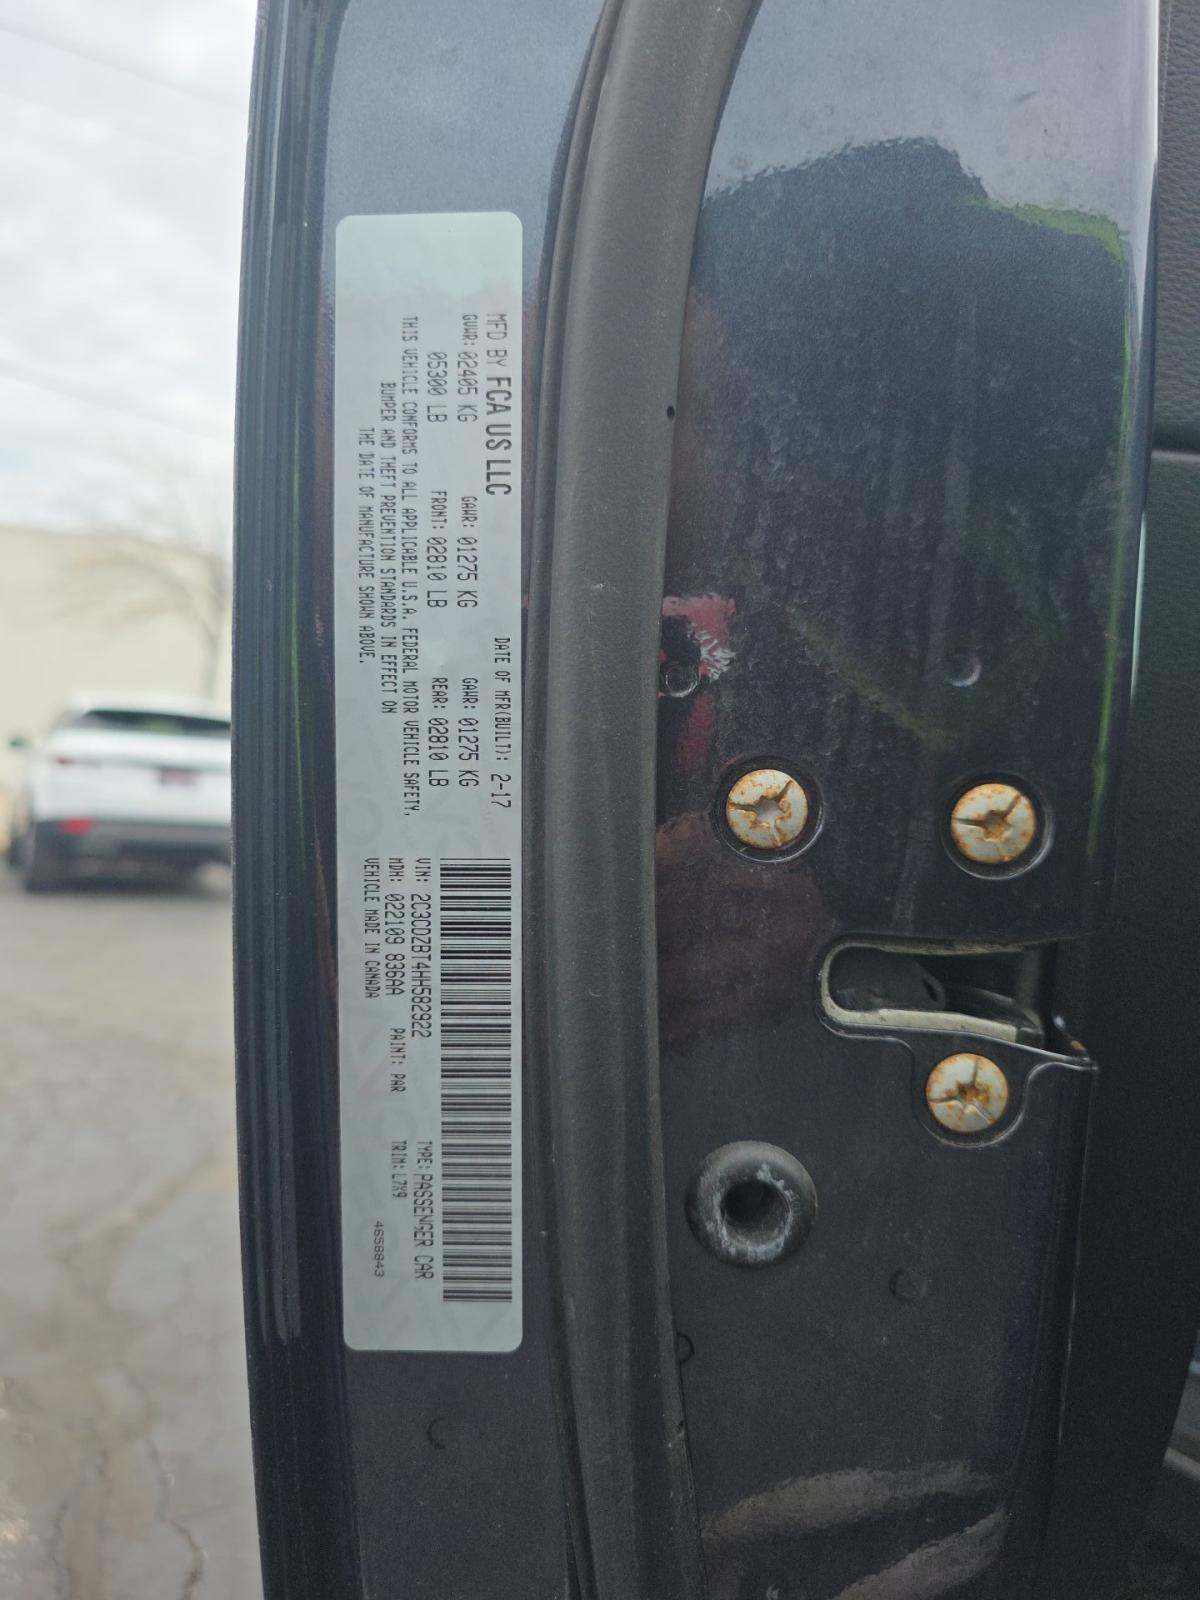 MFD BY FCA US LLC
DATE OF MFR(BUILT): 2-17
GVWR: 02405 KG
GAWR: 01275 KG
GAWR: 01275 KG
05300 LB
FRONT: 02810 LB
REAR: 02810 LB
THIS VEHICLE CONFORMS TO ALL APPLICABLE U.S.A. FEDERAL MOTOR VEHICLE SAFETY,
BUMPER AND THEFT PREVENTION STANDARDS IN EFFECT ON
THE DATE OF MANUFACTURE SHOWN ABOVE.
VIN: 2C3CDZBT4HH582922
TYPE: PASSENGER CAR
MDH: 022109 836AA
PAINT: PAR
TRIM: L7X9
VEHICLE MADE IN CANADA
4658843